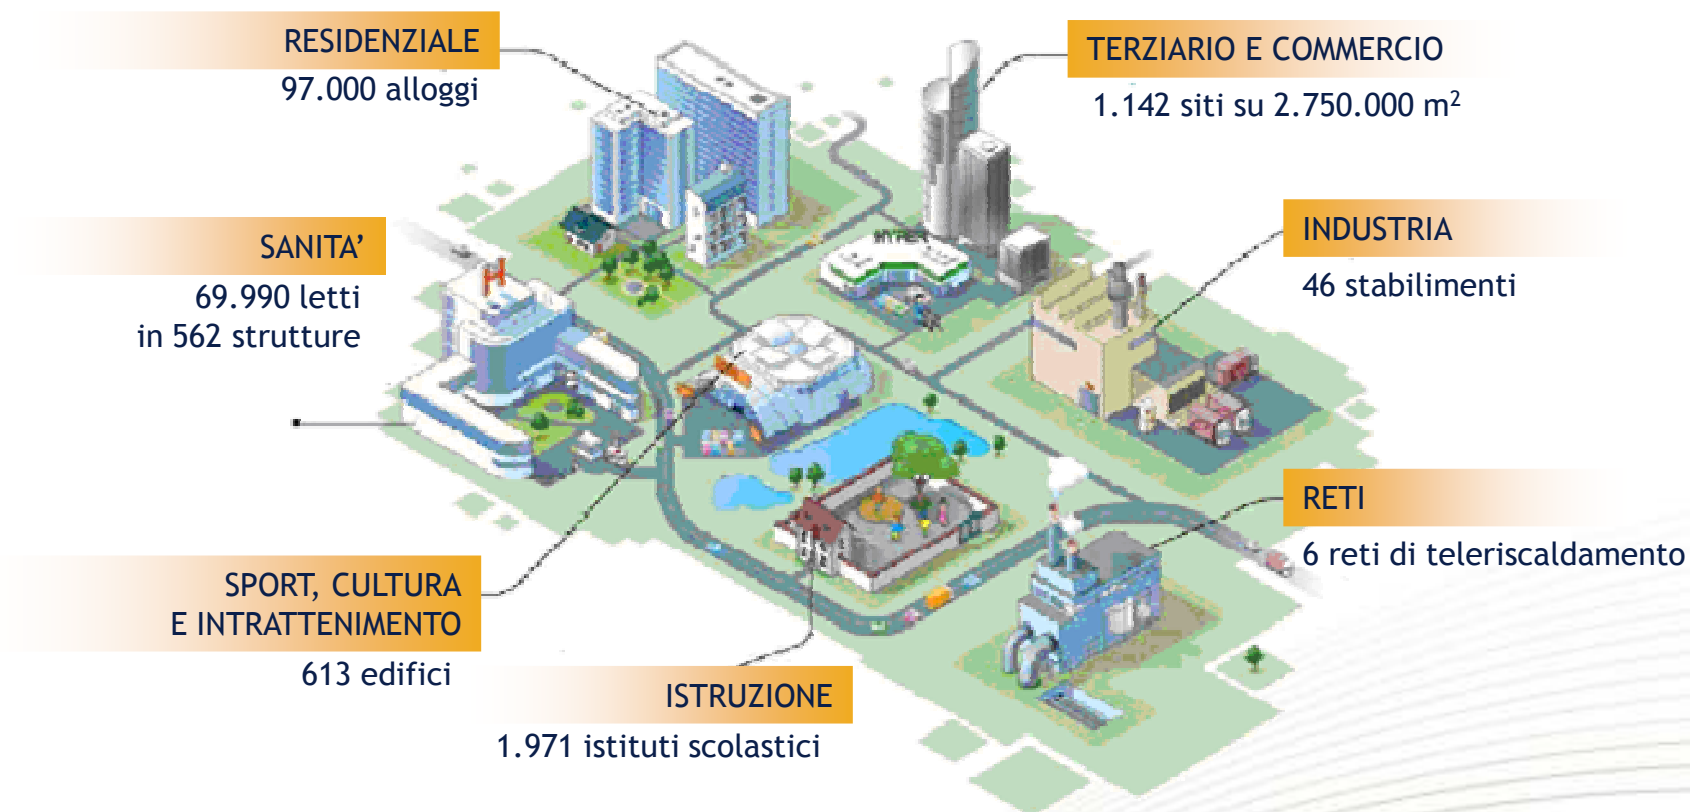 RESIDENZIALE
97.000 alloggi
TERZIARIO E COMMERCIO
1.142 siti su 2.750.000 m²
SANITA’
69.990 letti
in 562 strutture
H
HYPER
INDUSTRIA
46 stabilimenti
RETI
6 reti di teleriscaldamento
SPORT, CULTURA
E INTRATTENIMENTO
613 edifici
ISTRUZIONE
1.971 istituti scolastici